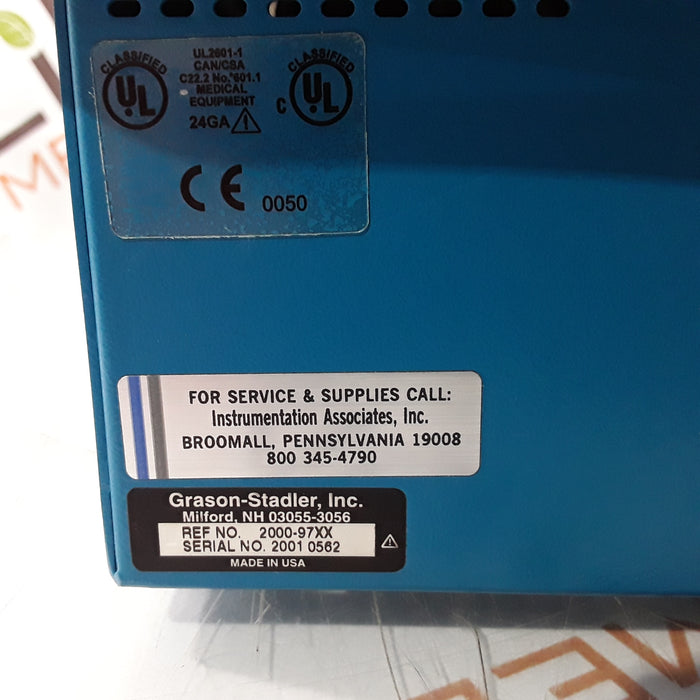 CLASSIFIED
UL
UL2601-1
CAN/CSA
C22.2 No. 601.1
MEDICAL
EQUIPMENT
24GA
CLASSIFIED
C UL
CE 0050
FOR SERVICE & SUPPLIES CALL:
Instrumentation Associates, Inc.
BROOMALL, PENNSYLVANIA 19008
800 345-4790
Grason-Stadler, Inc.
Milford, NH 03055-3056
REF NO. 2000-97XX
SERIAL NO. 2001 0562
MADE IN USA